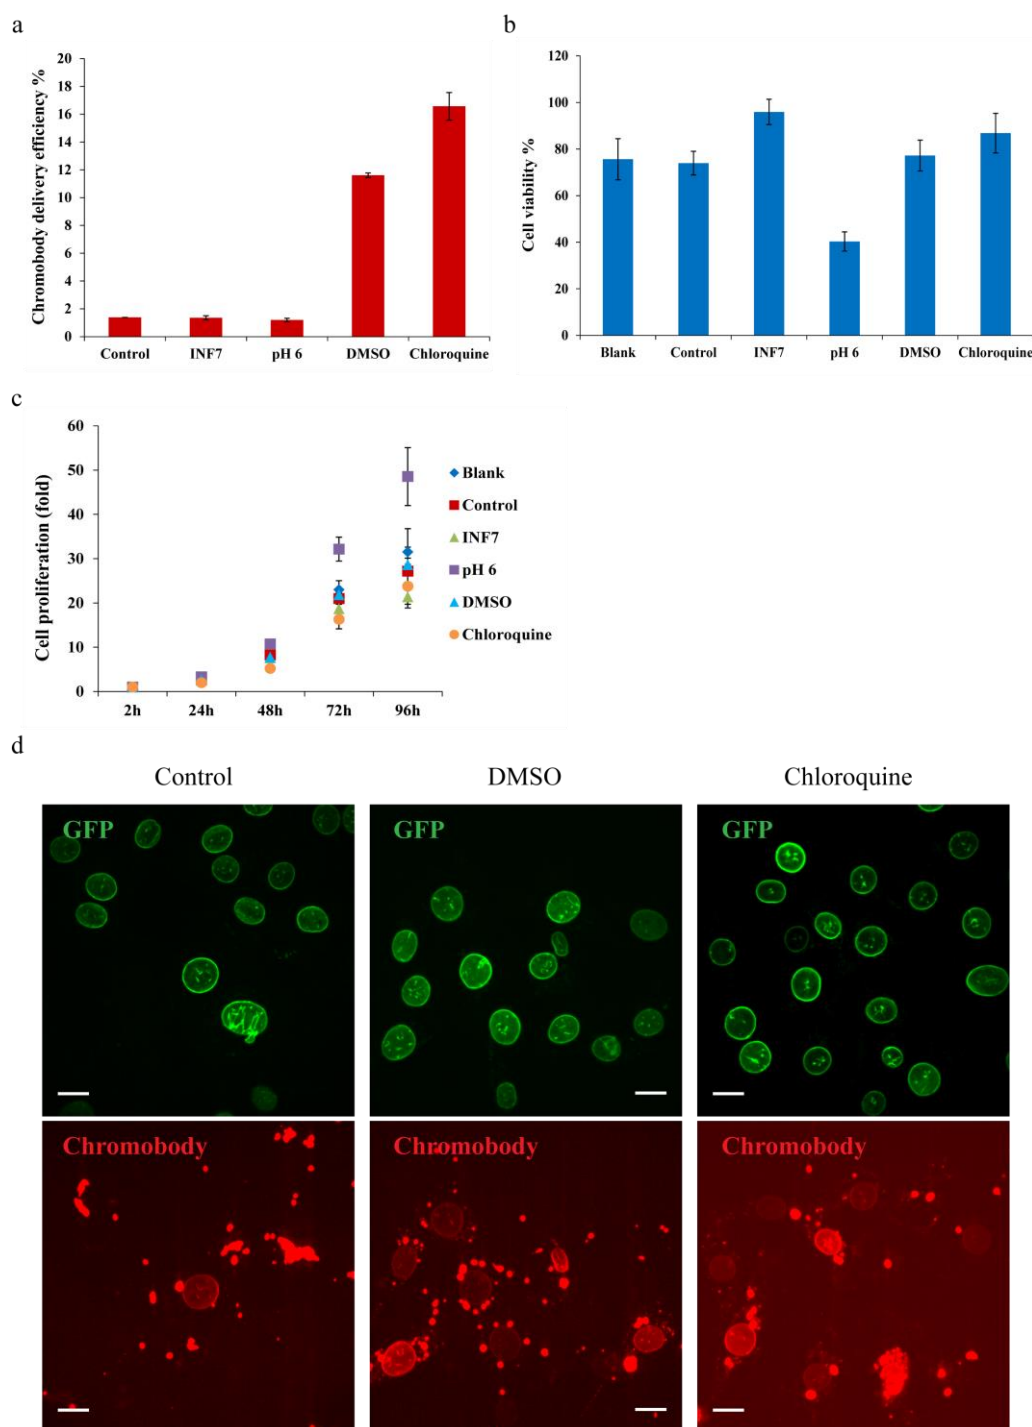 a
Chromobody delivery efficiency %
20
18
16
14
12
10
8
6
4
2
0
Control INF7 pH 6 DMSO Chloroquine
b
Cell viability %
120
100
80
60
40
20
0
Blank Control INF7 pH 6 DMSO Chloroquine
c
Cell proliferation (fold)
60
50
40
30
20
10
0
2h 24h 48h 72h 96h
Blank
Control
INF7
pH 6
DMSO
Chloroquine
d
Control DMSO Chloroquine
GFP GFP GFP
Chromobody Chromobody Chromobody